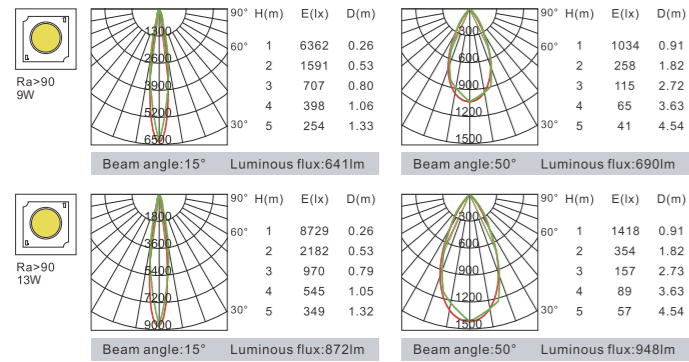 90° H(m) E(lx) D(m)
1300
60° 1 6362 0.26
2600
2 1591 0.53
3900
3 707 0.80
5200
4 398 1.06
30° 5 254 1.33
6500
Ra>90
9W
Beam angle:15° Luminous flux:641lm
90° H(m) E(lx) D(m)
300
60° 1 1034 0.91
600
2 258 1.82
900
3 115 2.72
1200
4 65 3.63
30° 5 41 4.54
1500
Beam angle:50° Luminous flux:690lm
90° H(m) E(lx) D(m)
1800
60° 1 8729 0.26
3600
2 2182 0.53
5400
3 970 0.79
7200
4 545 1.05
30° 5 349 1.32
9000
Ra>90
13W
Beam angle:15° Luminous flux:872lm
90° H(m) E(lx) D(m)
300
60° 1 1418 0.91
600
2 354 1.82
900
3 157 2.73
1200
4 89 3.63
30° 5 57 4.54
1500
Beam angle:50° Luminous flux:948lm